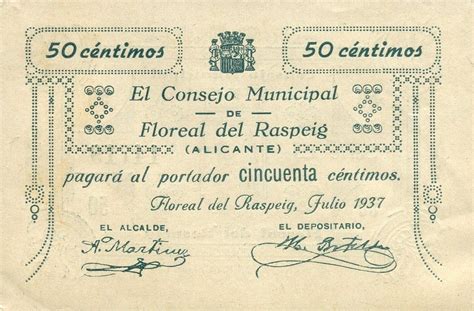 50 céntimos 50 céntimos
El Consejo Municipal
DE
Floreal del Raspeig
(ALICANTE)
pagará al portador cincuenta céntimos.
Floreal del Raspeig, Julio 1937
EL ALCALDE, EL DEPOSITARIO,
A. Martínez